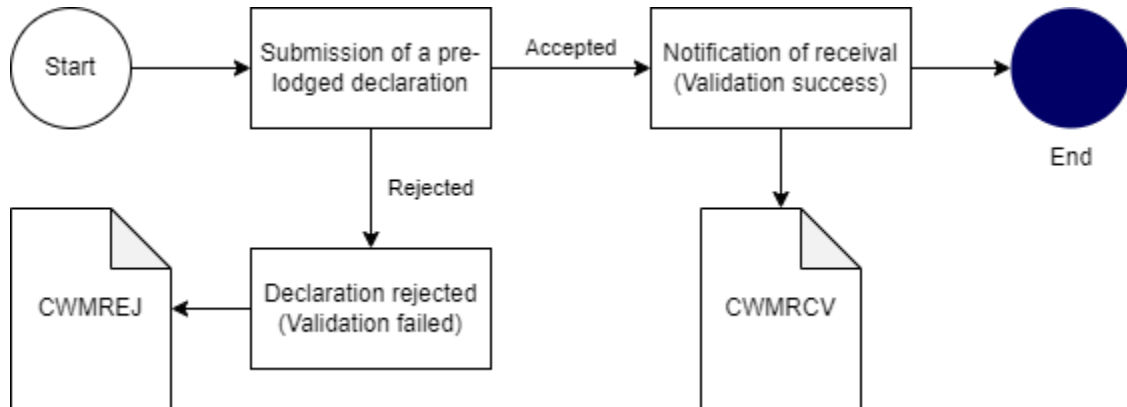 Start
Submission of a pre-
lodged declaration
Accepted
Notification of receival
(Validation success)
End
Rejected
CWMREJ
Declaration rejected
(Validation failed)
CWMRCV